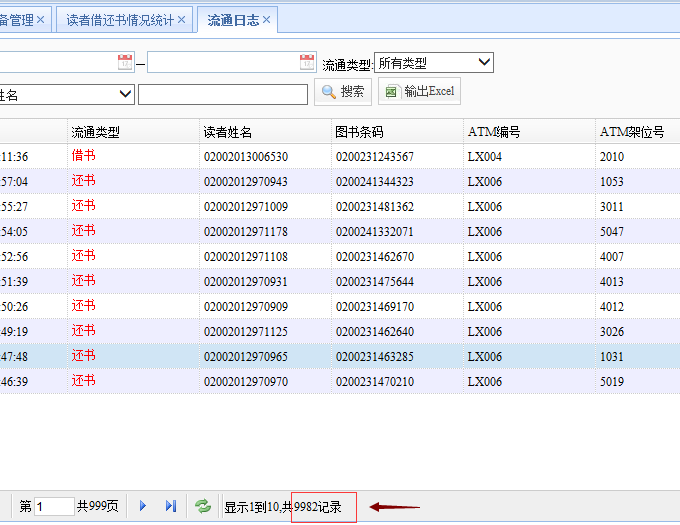 备管理 × 读者借还书情况统计 × 流通日志 ×
– 流通类型: 所有类型
姓名 搜索 输出Excel
流通类型 读者姓名 图书条码 ATM编号 ATM架位号
:11:36 借书 02002013006530 0200231243567 LX004 2010
:57:04 还书 02002012970943 0200241344323 LX006 1053
:55:27 还书 02002012971009 0200231481362 LX006 3011
:54:05 还书 02002012971178 0200241332071 LX006 5047
:52:56 还书 02002012971108 0200231462670 LX006 4007
:51:39 还书 02002012970931 0200231475644 LX006 4013
:50:26 还书 02002012970909 0200231469170 LX006 4012
:49:19 还书 02002012971125 0200231462640 LX006 3026
:47:48 还书 02002012970965 0200231463285 LX006 1031
:46:39 还书 02002012970970 0200231470210 LX006 5019
第 1 共999页 显示1到10,共9982记录